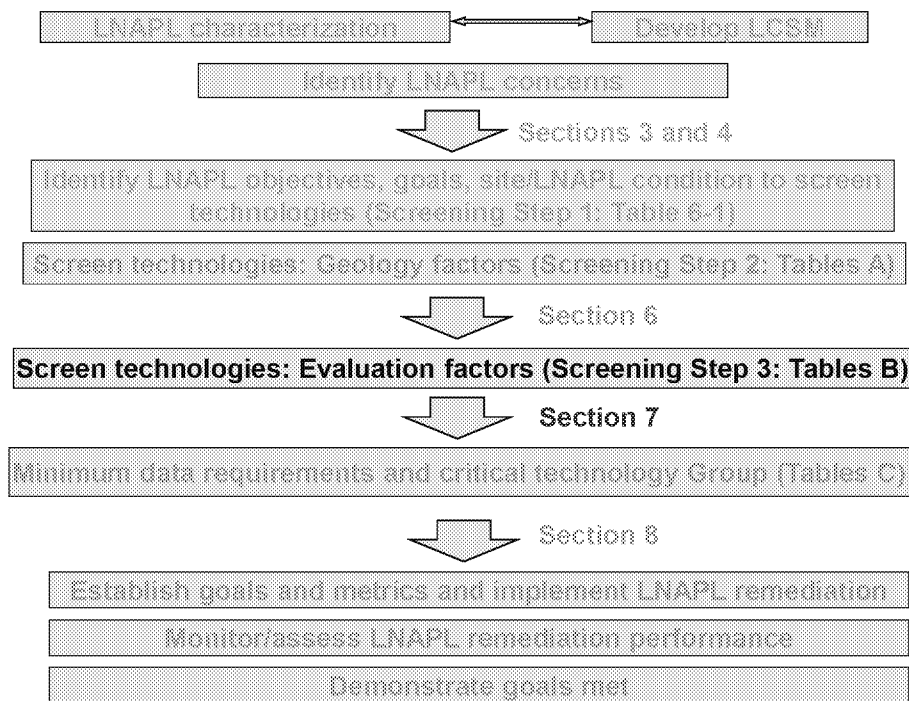 LNAPL characterization
Develop LCSM
Identify LNAPL concerns
Sections 3 and 4
Identify LNAPL objectives, goals, site/LNAPL condition to screen
technologies (Screening Step 1: Table 6-1)
Screen technologies: Geology factors (Screening Step 2: Tables A)
Section 6
Screen technologies: Evaluation factors (Screening Step 3: Tables B)
Section 7
Minimum data requirements and critical technology Group (Tables C)
Section 8
Establish goals and metrics and implement LNAPL remediation
Monitor/assess LNAPL remediation performance
Demonstrate goals met